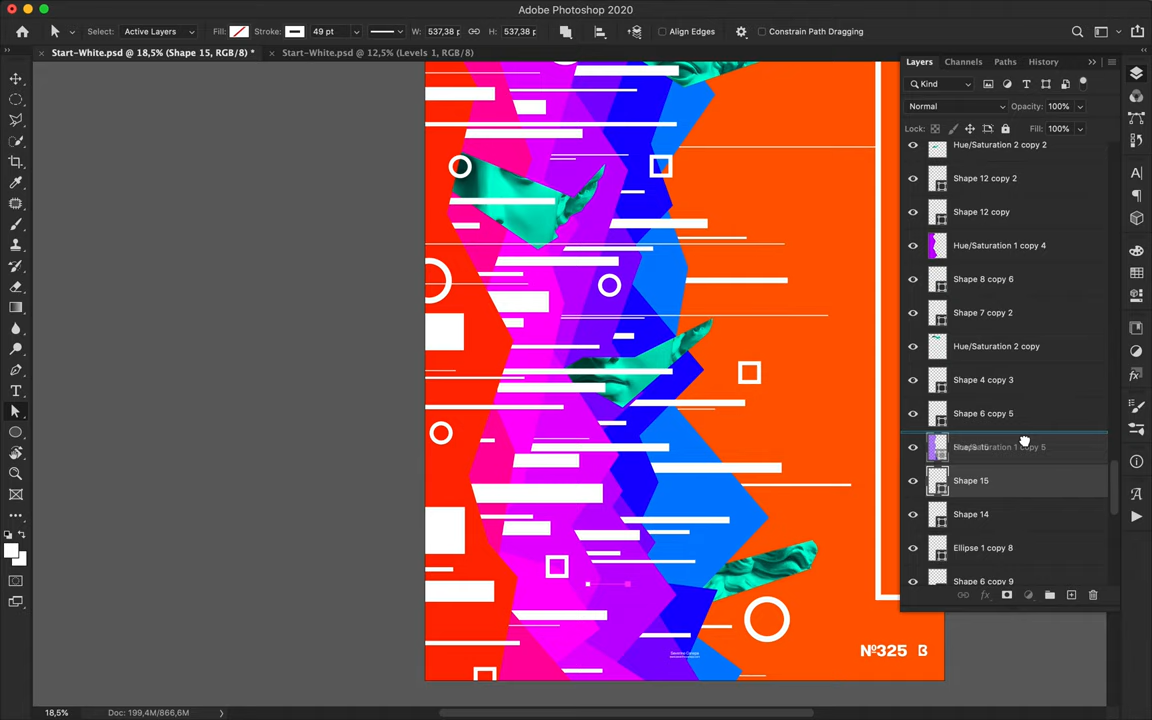 Adobe Photoshop 2020
Select: Active Layers Fill: Stroke: 49 pt W: 537,38 p H: 537,38 p Align Edges Constrain Path Dragging
Start-White.psd @ 18,5% (Shape 15, RGB/8) *
Start-White.psd @ 12,5% (Levels 1, RGB/8)
Layers Channels Paths History
Kind
Normal Opacity: 100%
Lock: Fill: 100%
Hue/Saturation 2 copy 2
Shape 12 copy 2
Shape 12 copy
Hue/Saturation 1 copy 4
Shape 8 copy 6
Shape 7 copy 2
Hue/Saturation 2 copy
Shape 4 copy 3
Shape 6 copy 5
Hue/Saturation 1 copy 5
Shape 15
Shape 14
Ellipse 1 copy 8
Shape 6 copy 9
№325 B
18,5% Doc: 199,4M/866,6M